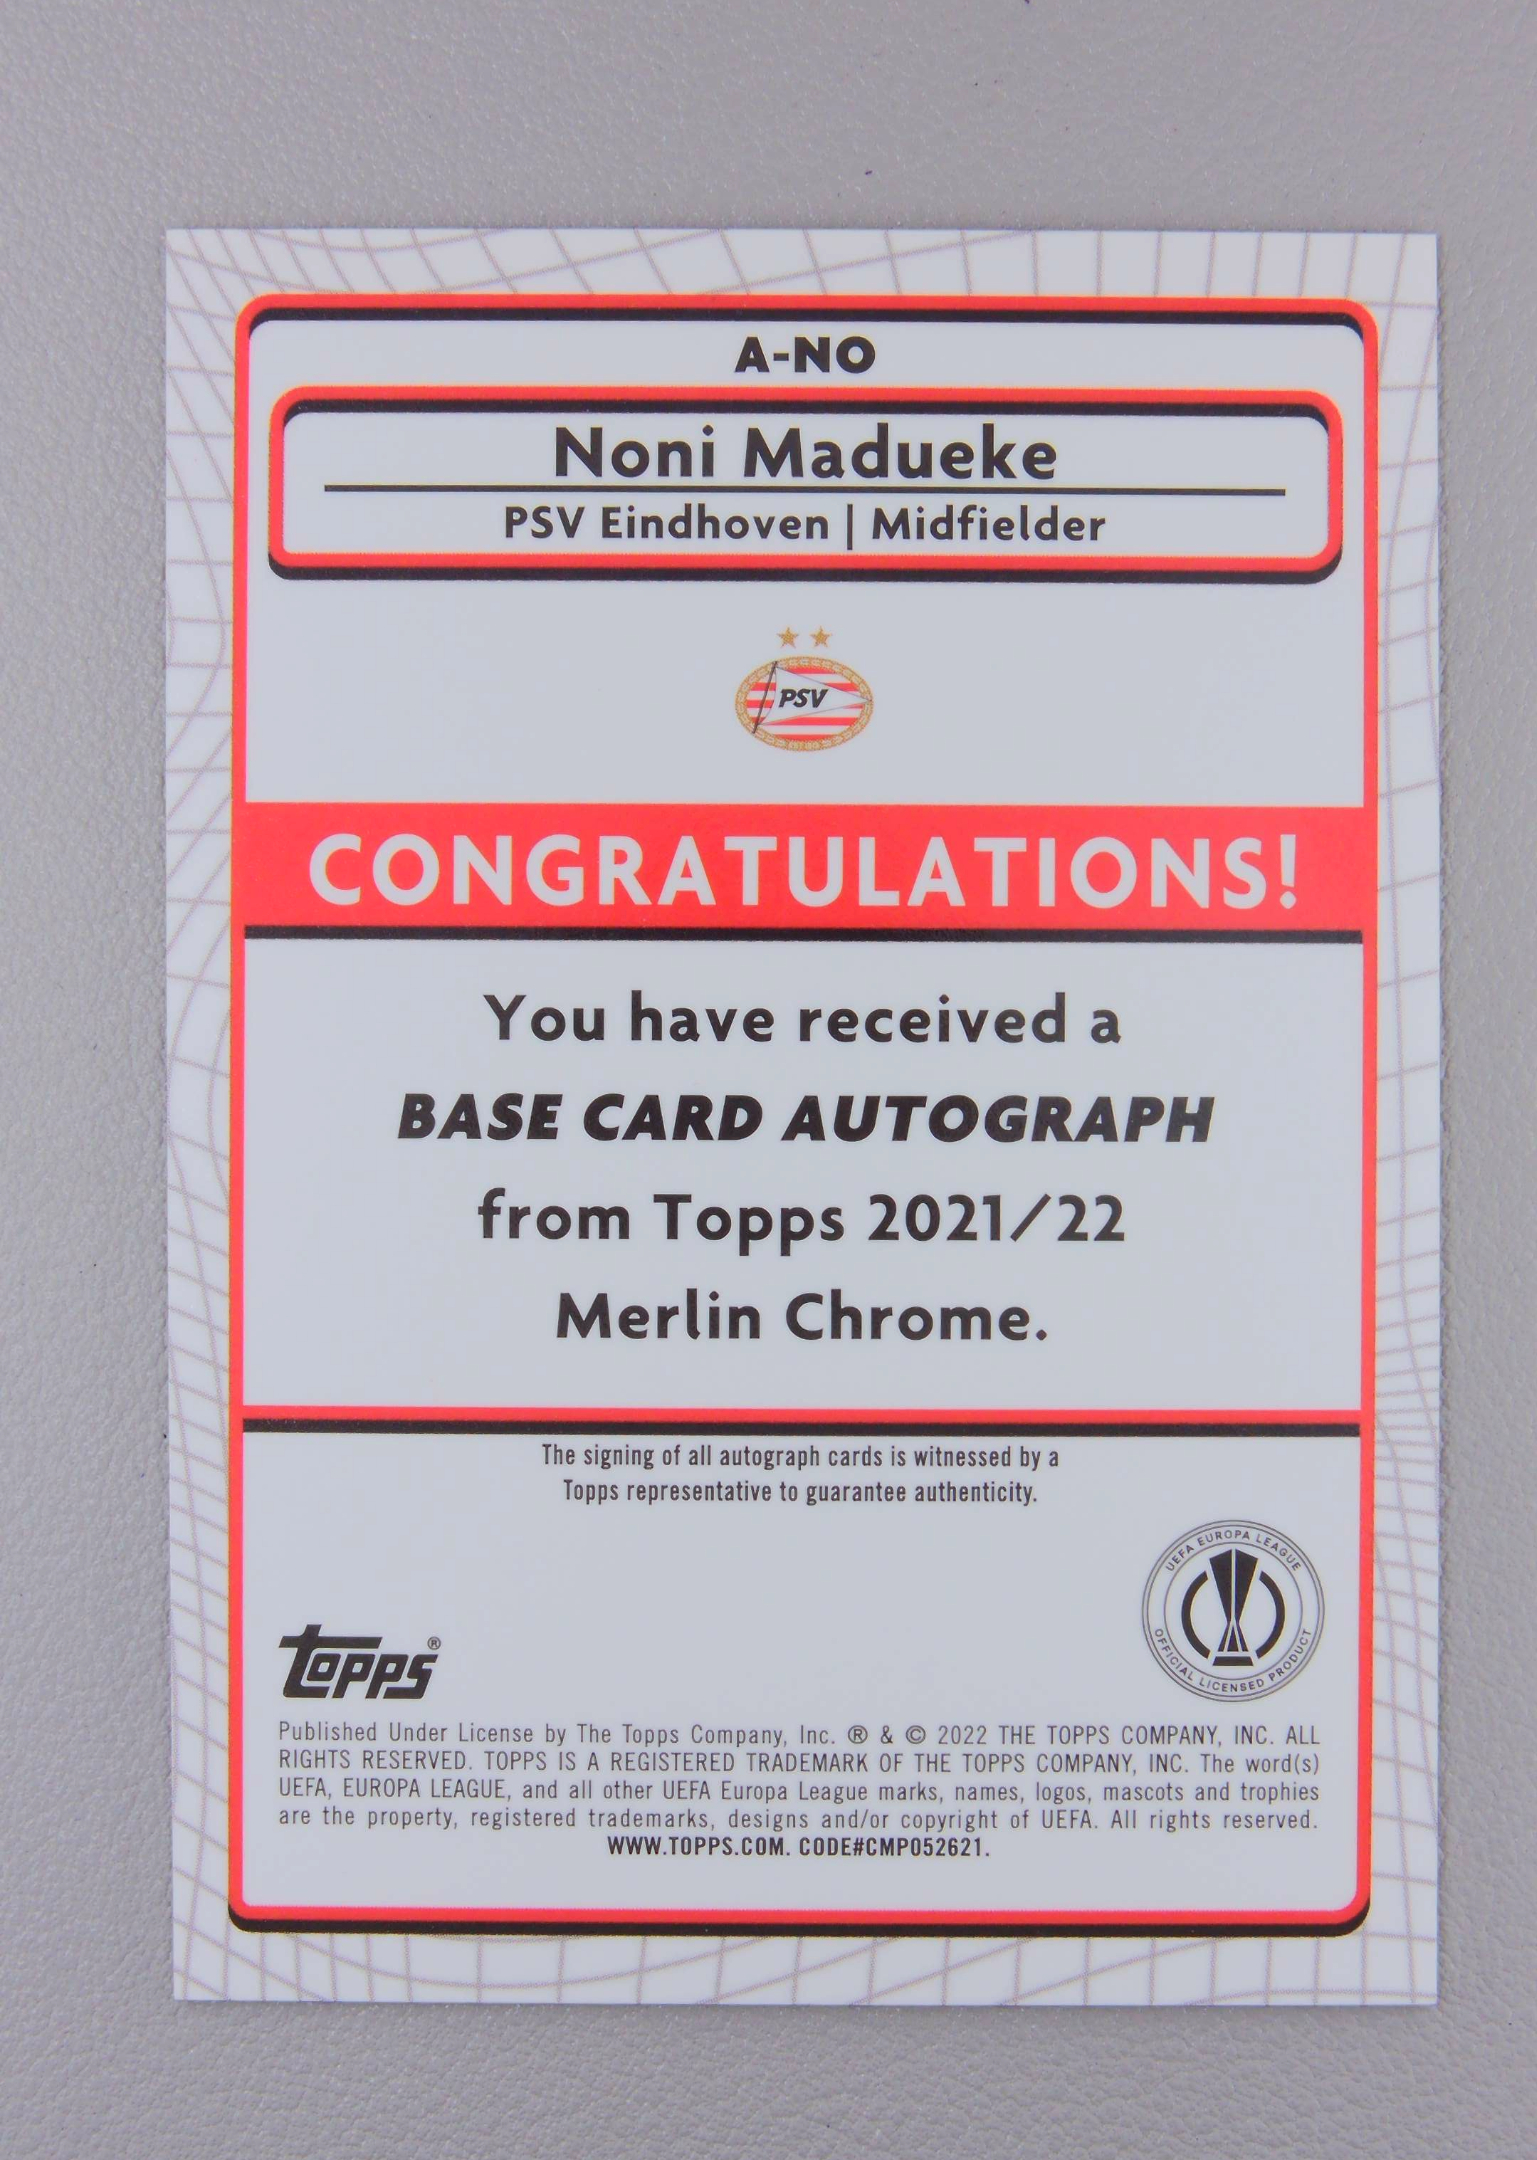 A-NO
Noni Madueke
PSV Eindhoven | Midfielder
PSV
CONGRATULATIONS!
You have received a
BASE CARD AUTOGRAPH
from Topps 2021/22
Merlin Chrome.
The signing of all autograph cards is witnessed by a
Topps representative to guarantee authenticity.
UEFA EUROPA LEAGUE
OFFICIAL LICENSED PRODUCT
Topps®
Published Under License by The Topps Company, Inc. ® & © 2022 THE TOPPS COMPANY, INC. ALL
RIGHTS RESERVED. TOPPS IS A REGISTERED TRADEMARK OF THE TOPPS COMPANY, INC. The word(s)
UEFA, EUROPA LEAGUE, and all other UEFA Europa League marks, names, logos, mascots and trophies
are the property, registered trademarks, designs and/or copyright of UEFA. All rights reserved.
WWW.TOPPS.COM. CODE#CMP052621.